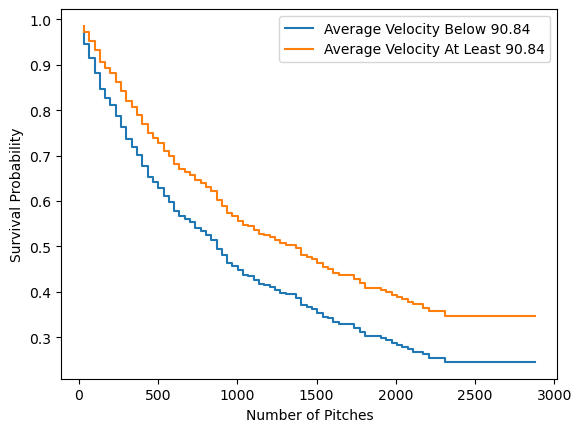 Average Velocity Below 90.84
Average Velocity At Least 90.84
1.0
0.9
0.8
0.7
0.6
0.5
0.4
0.3
Survival Probability
0 500 1000 1500 2000 2500 3000
Number of Pitches